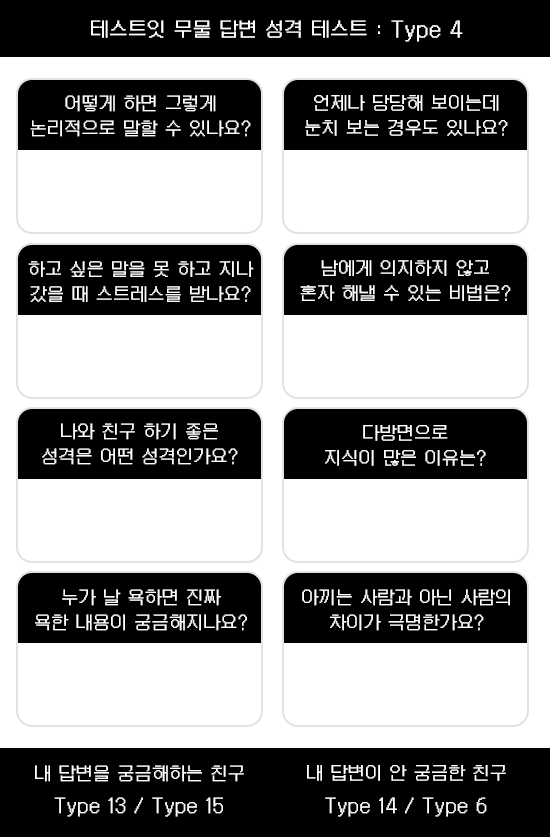 테스트잇 무물 답변 성격 테스트 : Type 4
어떻게 하면 그렇게
논리적으로 말할 수 있나요?
언제나 당당해 보이는데
눈치 보는 경우도 있나요?
하고 싶은 말을 못 하고 지나
갔을 때 스트레스를 받나요?
남에게 의지하지 않고
혼자 해낼 수 있는 비법은?
나와 친구 하기 좋은
성격은 어떤 성격인가요?
다방면으로
지식이 많은 이유는?
누가 날 욕하면 진짜
욕한 내용이 궁금해지나요?
아끼는 사람과 아닌 사람의
차이가 극명한가요?
내 답변을 궁금해하는 친구
Type 13 / Type 15
내 답변이 안 궁금한 친구
Type 14 / Type 6